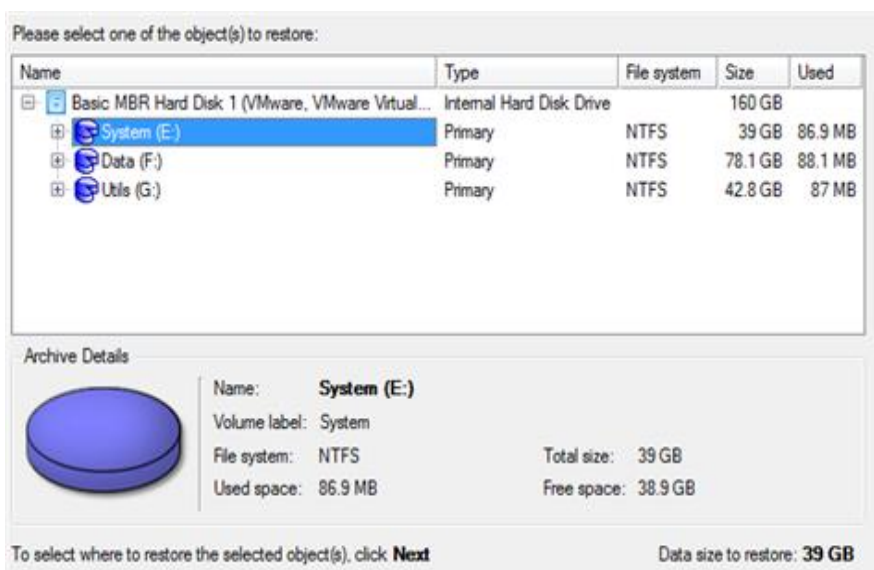 Please select one of the object(s) to restore:
Name Type File system Size Used
Basic MBR Hard Disk 1 (VMware, VMware Virtual... Internal Hard Disk Drive 160 GB
System (E:) Primary NTFS 39 GB 86.9 MB
Data (F:) Primary NTFS 78.1 GB 88.1 MB
Utils (G:) Primary NTFS 42.8 GB 87 MB
Archive Details
Name: System (E:)
Volume label: System
File system: NTFS Total size: 39 GB
Used space: 86.9 MB Free space: 38.9 GB
To select where to restore the selected object(s), click Next Data size to restore: 39 GB